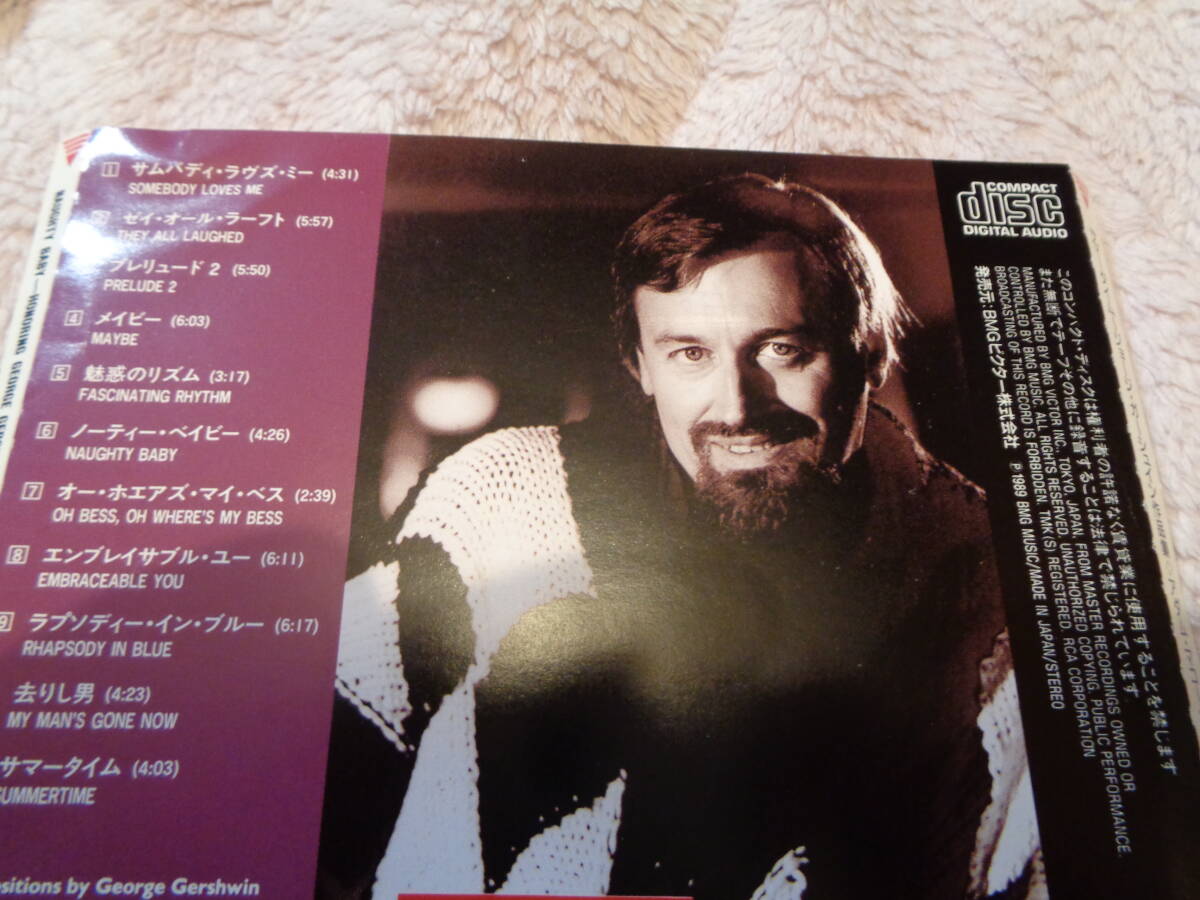 NAUGHTY BABY—HONORING GEORGE
1 サムバディ・ラヴズ・ミー (4:31)
SOMEBODY LOVES ME
2 ゼイ・オール・ラーフト (5:57)
THEY ALL LAUGHED
プレリュード 2 (5:50)
PRELUDE 2
4 メイビー (6:03)
MAYBE
5 魅惑のリズム (3:17)
FASCINATING RHYTHM
6 ノーティー・ベイビー (4:26)
NAUGHTY BABY
7 オー・ホエアズ・マイ・ベス (2:39)
OH BESS, OH WHERE'S MY BESS
8 エンブレイサブル・ユー (6:11)
EMBRACEABLE YOU
9 ラプソディー・イン・ブルー (6:17)
RHAPSODY IN BLUE
去りし男 (4:23)
MY MAN'S GONE NOW
サマータイム (4:03)
SUMMERTIME
ositions by George Gershwin
COMPACT
disc
DIGITAL AUDIO
このコンパクト・ディスクは権利者の許諾なく賃貸業に使用することを禁じます
また無断でテープその他に録音することは法律で禁じられています
MANUFACTURED BY BMG VICTOR INC., TOKYO, JAPAN. FROM MASTER RECORDINGS OWNED OR
CONTROLLED BY BMG MUSIC. ALL RIGHTS RESERVED. UNAUTHORIZED COPYING, PUBLIC PERFORMANCE,
BROADCASTING OF THIS RECORD IS FORBIDDEN. TMK(S) REGISTERED. RCA CORPORATION
発売元:BMGビクター株式会社 ℗ 1989 BMG MUSIC/MADE IN JAPAN/STEREO